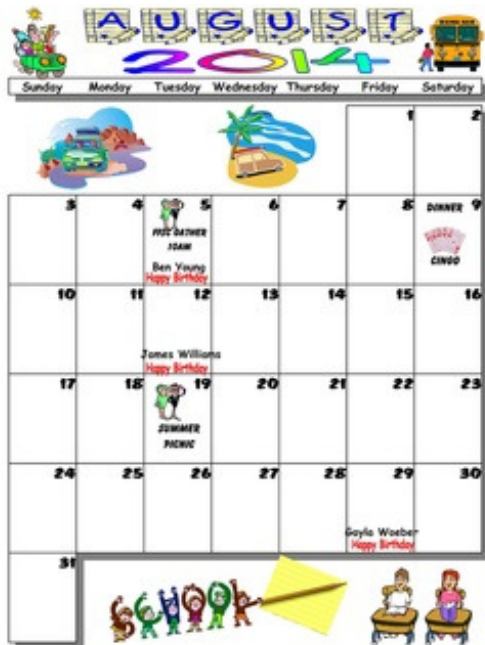 AUGUST
2014
Sunday Monday Tuesday Wednesday Thursday Friday Saturday
1 2
3 4 5 6 7 8 9
GATHER
10AM
Ben Young
Happy Birthday
DINNER
CINGO
10 11 12 13 14 15 16
James Williams
Happy Birthday
17 18 19 20 21 22 23
SUMMER
PICNIC
24 25 26 27 28 29 30
Gayla Waeber
Happy Birthday
31
SCHOOL